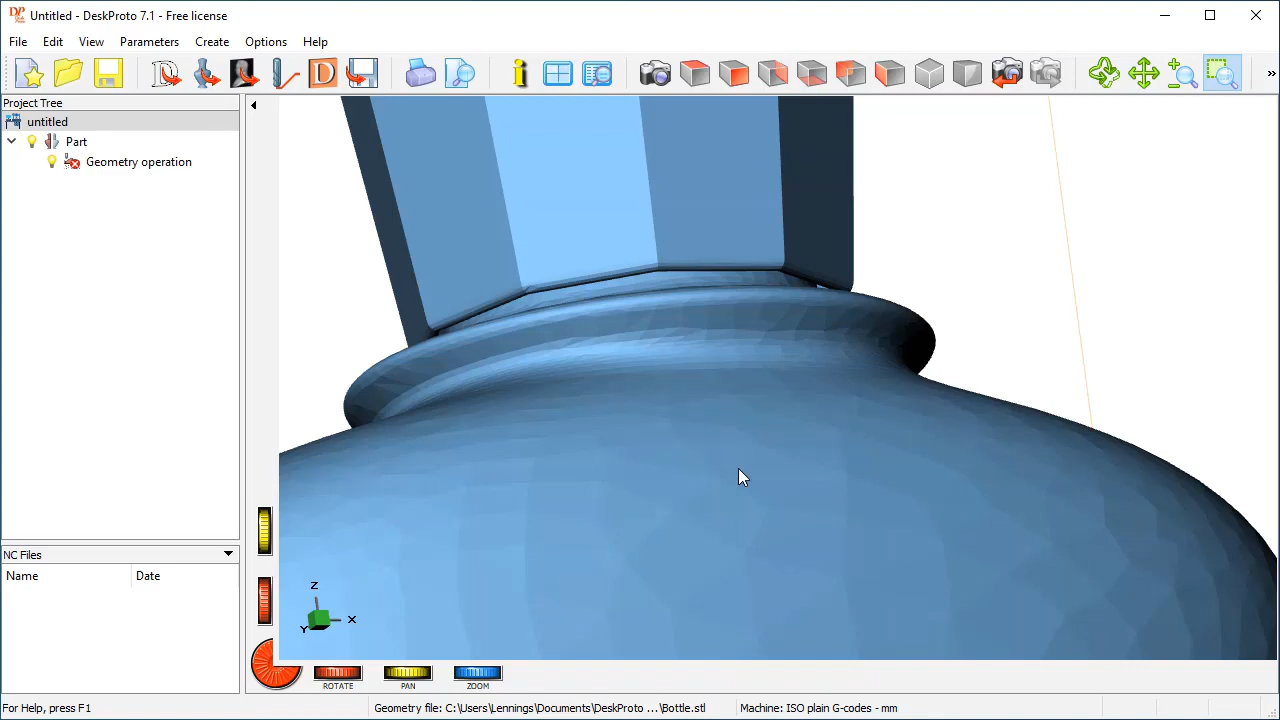 Untitled - DeskProto 7.1 - Free license
File Edit View Parameters Create Options Help
»
Project Tree
untitled
Part
Geometry operation
NC Files
Name Date
Z
Y X
ROTATE PAN ZOOM
For Help, press F1 Geometry file: C:\Users\Lennings\Documents\DeskProto ...\Bottle.stl Machine: ISO plain G-codes - mm